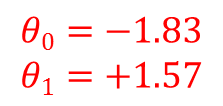 θ₀ = −1.83
θ₁ = +1.57